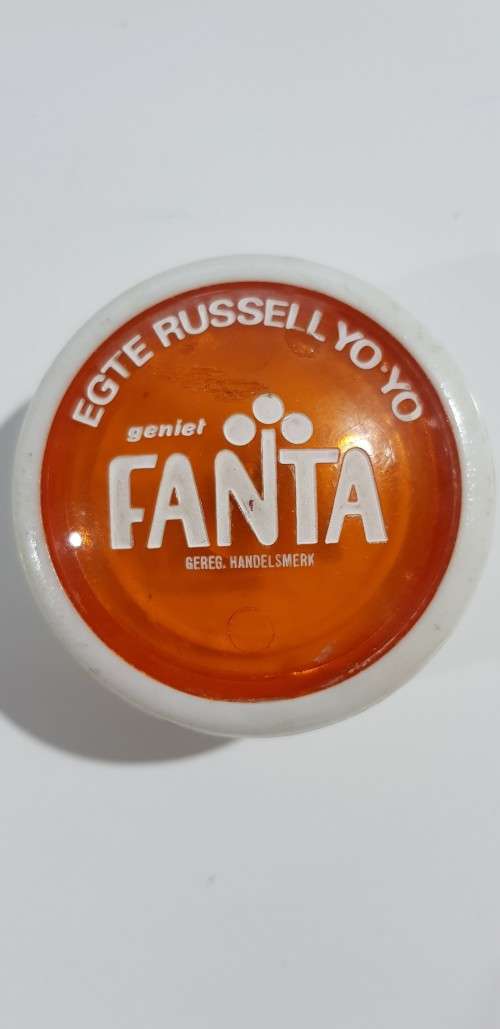 EGTE RUSSELL YO-YO
geniet
FANTA
GEREG. HANDELSMERK